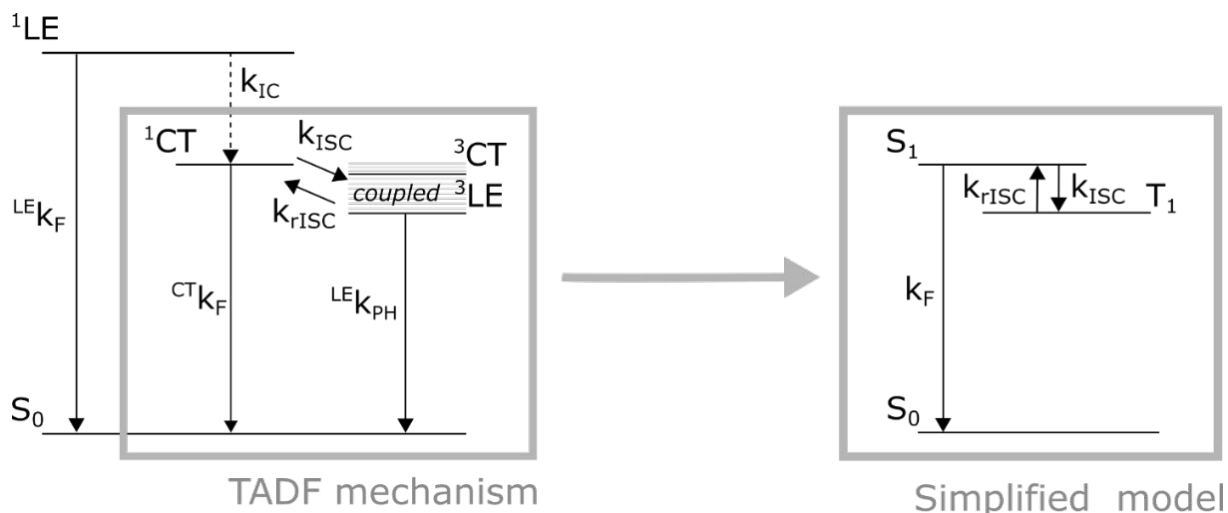 ¹LE
k_IC
¹CT
k_ISC
³CT
coupled ³LE
k_rISC
^LE k_F
^CT k_F
^LE k_PH
S₀
TADF mechanism
S₁
k_rISC k_ISC T₁
k_F
S₀
Simplified model